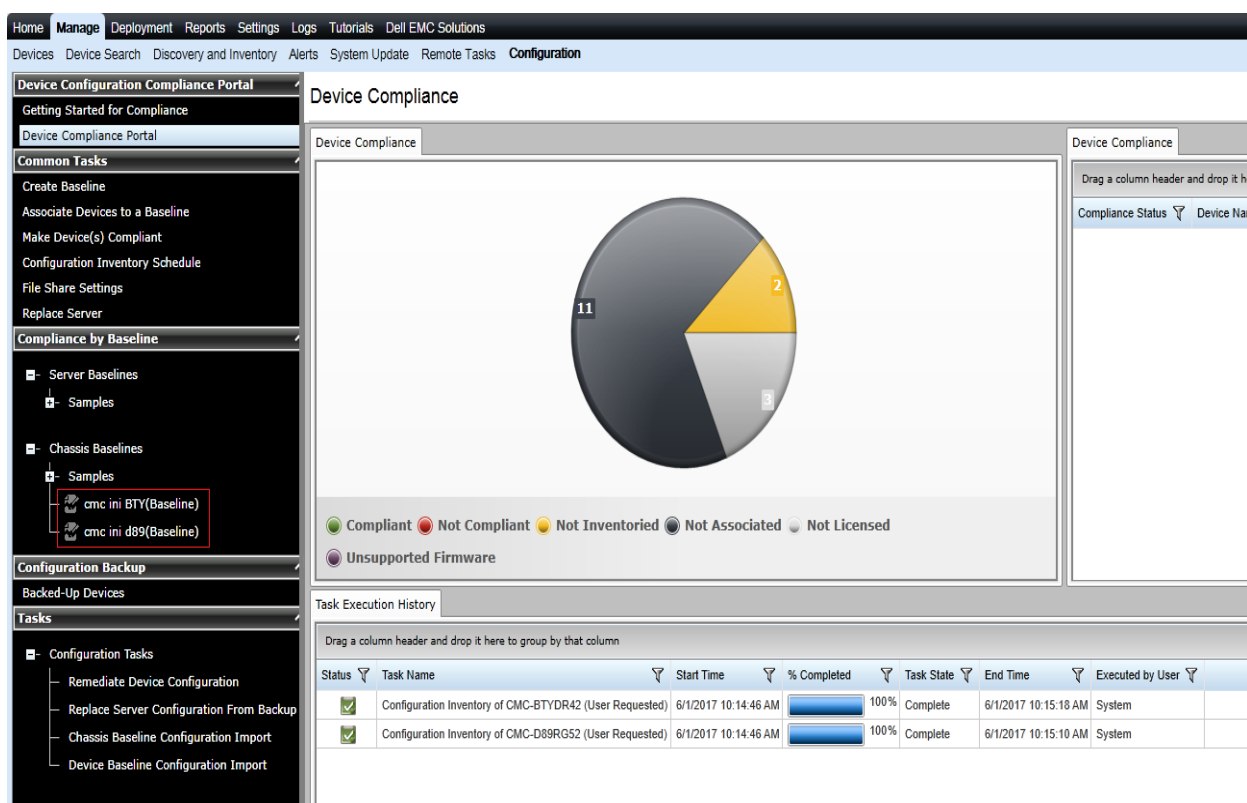 Home Manage Deployment Reports Settings Logs Tutorials Dell EMC Solutions
Devices Device Search Discovery and Inventory Alerts System Update Remote Tasks Configuration
Device Configuration Compliance Portal
Getting Started for Compliance
Device Compliance Portal
Common Tasks
Create Baseline
Associate Devices to a Baseline
Make Device(s) Compliant
Configuration Inventory Schedule
File Share Settings
Replace Server
Compliance by Baseline
Server Baselines
Samples
Chassis Baselines
Samples
cmc ini BTY(Baseline)
cmc ini d89(Baseline)
Configuration Backup
Backed-Up Devices
Tasks
Configuration Tasks
Remediate Device Configuration
Replace Server Configuration From Backup
Chassis Baseline Configuration Import
Device Baseline Configuration Import
Device Compliance
Device Compliance
2
11
3
Compliant Not Compliant Not Inventoried Not Associated Not Licensed
Unsupported Firmware
Device Compliance
Drag a column header and drop it h
Compliance Status Device Na
Task Execution History
Drag a column header and drop it here to group by that column
Status Task Name Start Time % Completed Task State End Time Executed by User
Configuration Inventory of CMC-BTYDR42 (User Requested) 6/1/2017 10:14:46 AM 100% Complete 6/1/2017 10:15:18 AM System
Configuration Inventory of CMC-D89RG52 (User Requested) 6/1/2017 10:14:46 AM 100% Complete 6/1/2017 10:15:10 AM System